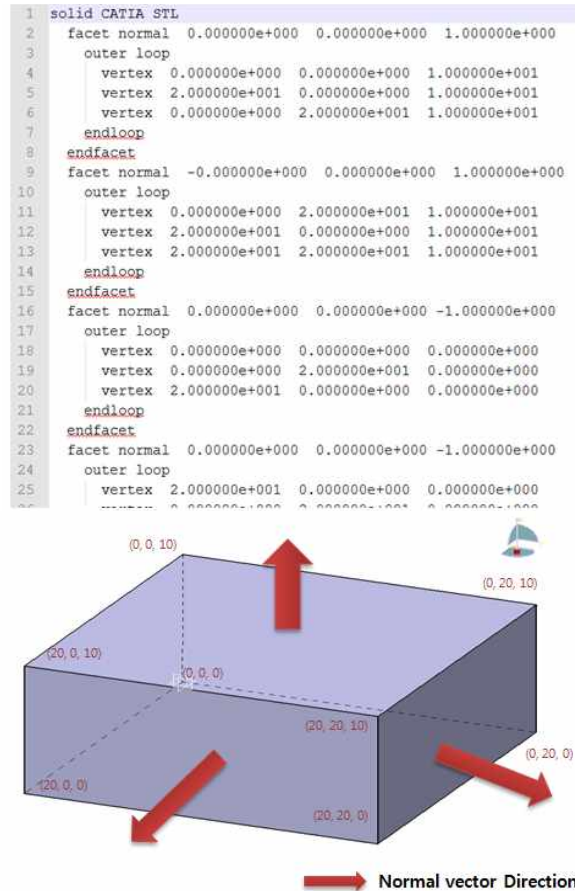 1 solid CATIA STL
2 facet normal 0.000000e+000 0.000000e+000 1.000000e+000
3 outer loop
4 vertex 0.000000e+000 0.000000e+000 1.000000e+001
5 vertex 2.000000e+001 0.000000e+000 1.000000e+001
6 vertex 0.000000e+000 2.000000e+001 1.000000e+001
7 endloop
8 endfacet
9 facet normal -0.000000e+000 0.000000e+000 1.000000e+000
10 outer loop
11 vertex 0.000000e+000 2.000000e+001 1.000000e+001
12 vertex 2.000000e+001 0.000000e+000 1.000000e+001
13 vertex 2.000000e+001 2.000000e+001 1.000000e+001
14 endloop
15 endfacet
16 facet normal 0.000000e+000 0.000000e+000 -1.000000e+000
17 outer loop
18 vertex 0.000000e+000 0.000000e+000 0.000000e+000
19 vertex 0.000000e+000 2.000000e+001 0.000000e+000
20 vertex 2.000000e+001 0.000000e+000 0.000000e+000
21 endloop
22 endfacet
23 facet normal 0.000000e+000 0.000000e+000 -1.000000e+000
24 outer loop
25 vertex 2.000000e+001 0.000000e+000 0.000000e+000
(0, 0, 10)
(0, 20, 10)
(20, 0, 10)
(0, 0, 0)
(20, 20, 10)
(0, 20, 0)
(20, 0, 0)
(20, 20, 0)
Normal vector Direction